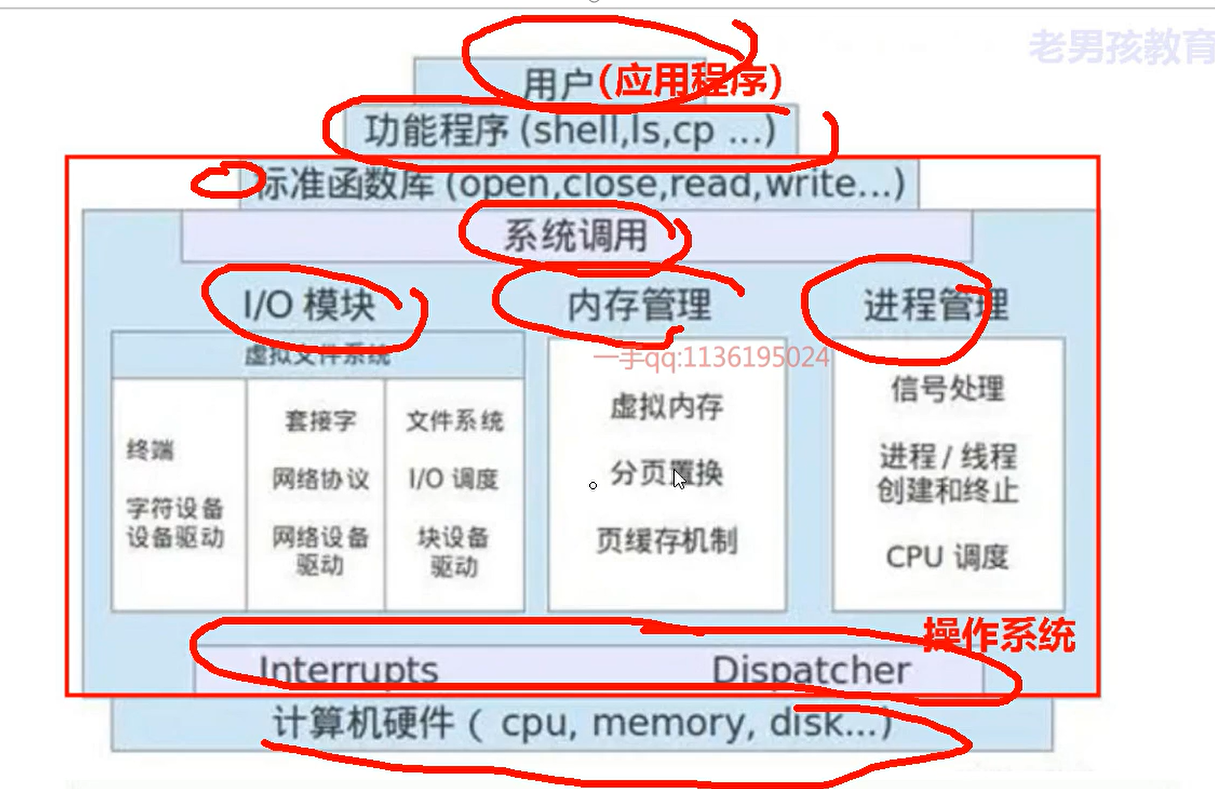 老男孩教育
用户(应用程序)
功能程序 (shell,ls,cp ...)
标准函数库 (open,close,read,write...)
系统调用
I/O 模块
内存管理
进程管理
虚拟文件系统
一手qq:1136195024
终端
字符设备
设备驱动
套接字
网络协议
网络设备
驱动
文件系统
I/O 调度
块设备
驱动
虚拟内存
分页置换
页缓存机制
信号处理
进程 / 线程
创建和终止
CPU 调度
操作系统
Interrupts
Dispatcher
计算机硬件 ( cpu, memory, disk...)